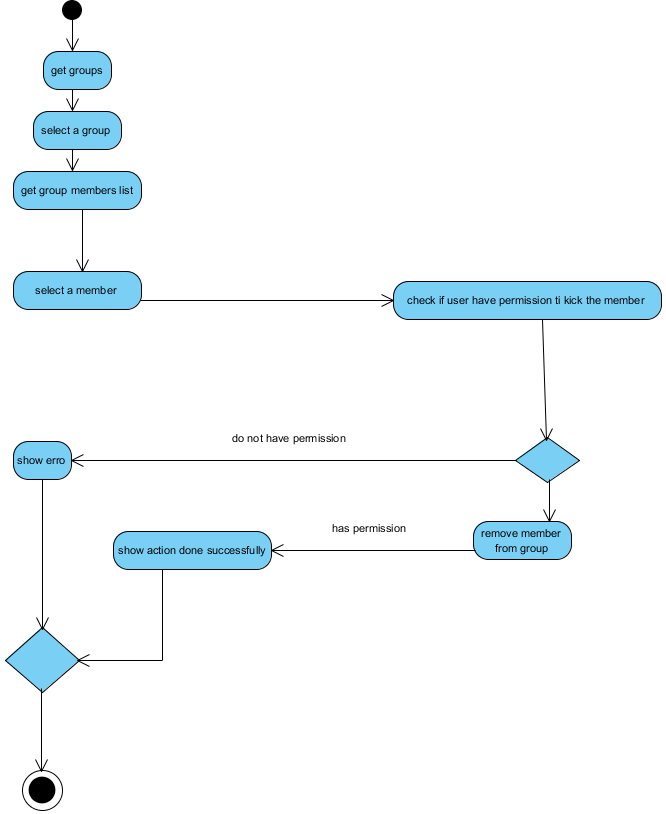 get groups
select a group
get group members list
select a member
check if user have permission ti kick the member
do not have permission
show erro
has permission
remove member
from group
show action done successfully